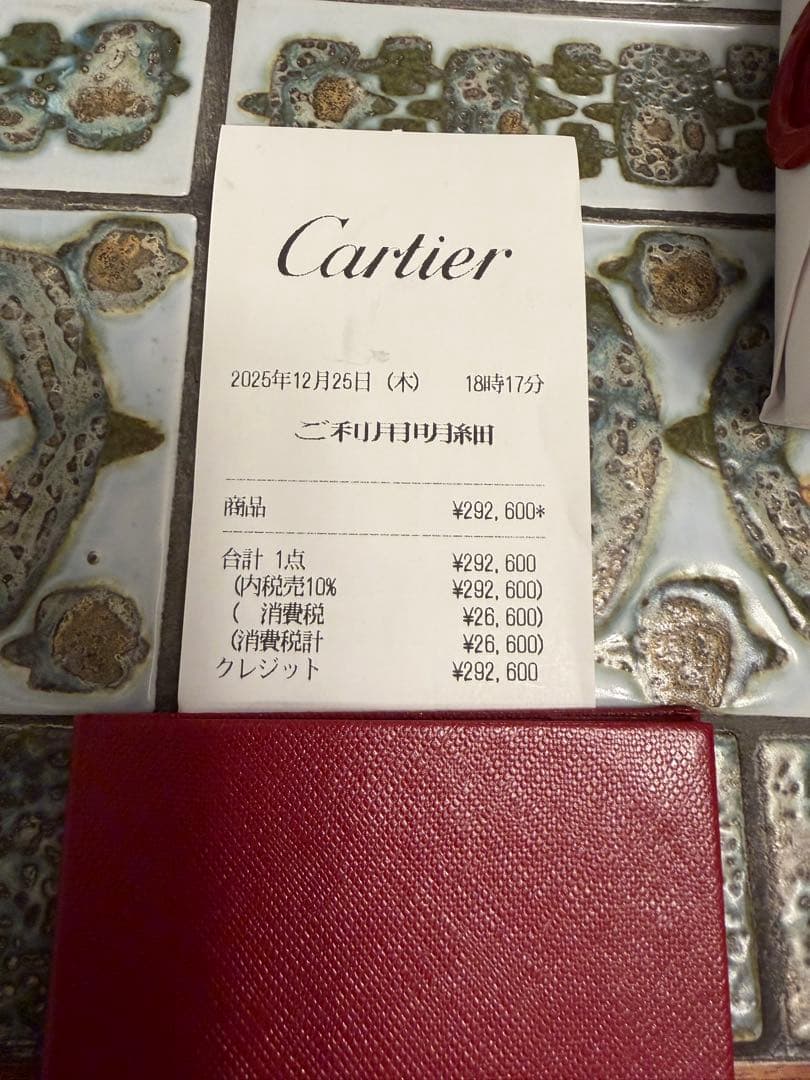 Cartier
2025年12月25日 (木) 18時17分
ご利用明細
商品 ¥292,600*
台計 1点 ¥292,600
(内税売10% ¥292,600)
( 消費税 ¥26,600)
(消費税計 ¥26,600)
クレジット ¥292,600